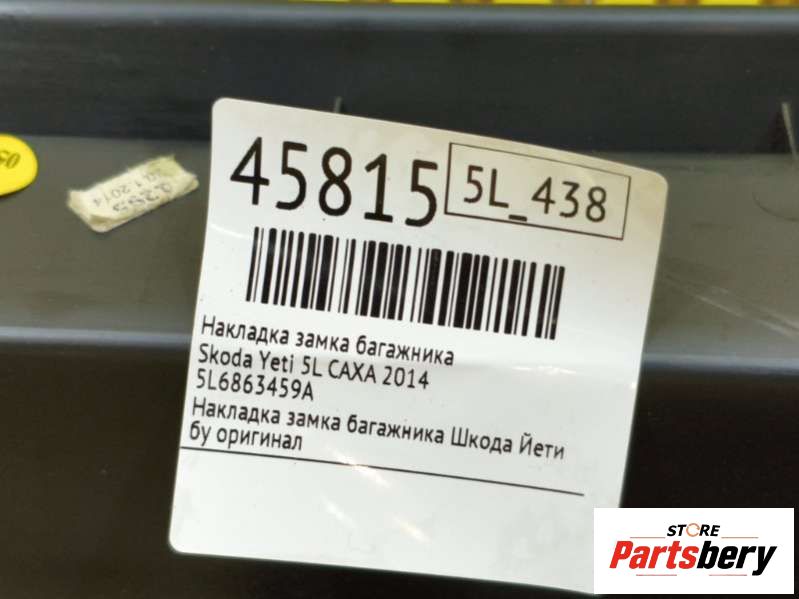 45815
5L_438
Накладка замка багажника
Skoda Yeti 5L CAXA 2014
5L6863459A
Накладка замка багажника Шкода Йети
бу оригинал
STORE
Partsbery